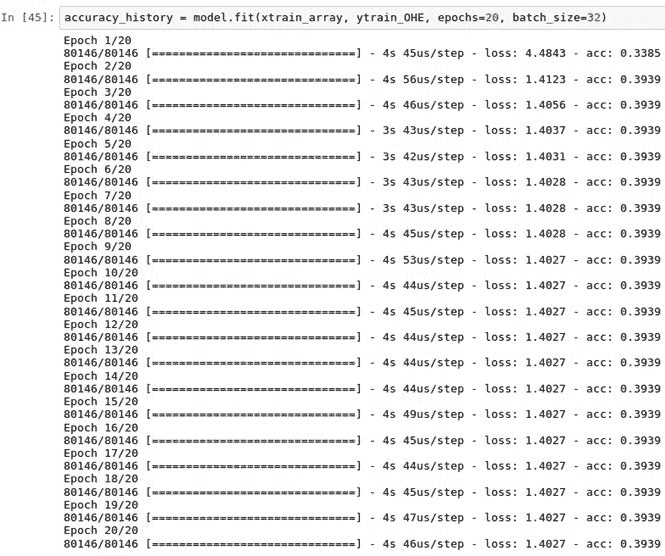 In [45]: accuracy_history = model.fit(xtrain_array, ytrain_OHE, epochs=20, batch_size=32)
Epoch 1/20
80146/80146 [==============================] - 4s 45us/step - loss: 4.4843 - acc: 0.3385
Epoch 2/20
80146/80146 [==============================] - 4s 56us/step - loss: 1.4123 - acc: 0.3939
Epoch 3/20
80146/80146 [==============================] - 4s 46us/step - loss: 1.4056 - acc: 0.3939
Epoch 4/20
80146/80146 [==============================] - 3s 43us/step - loss: 1.4037 - acc: 0.3939
Epoch 5/20
80146/80146 [==============================] - 3s 42us/step - loss: 1.4031 - acc: 0.3939
Epoch 6/20
80146/80146 [==============================] - 3s 43us/step - loss: 1.4028 - acc: 0.3939
Epoch 7/20
80146/80146 [==============================] - 3s 43us/step - loss: 1.4028 - acc: 0.3939
Epoch 8/20
80146/80146 [==============================] - 4s 45us/step - loss: 1.4028 - acc: 0.3939
Epoch 9/20
80146/80146 [==============================] - 4s 53us/step - loss: 1.4027 - acc: 0.3939
Epoch 10/20
80146/80146 [==============================] - 4s 44us/step - loss: 1.4027 - acc: 0.3939
Epoch 11/20
80146/80146 [==============================] - 4s 45us/step - loss: 1.4027 - acc: 0.3939
Epoch 12/20
80146/80146 [==============================] - 4s 44us/step - loss: 1.4027 - acc: 0.3939
Epoch 13/20
80146/80146 [==============================] - 4s 44us/step - loss: 1.4027 - acc: 0.3939
Epoch 14/20
80146/80146 [==============================] - 4s 44us/step - loss: 1.4027 - acc: 0.3939
Epoch 15/20
80146/80146 [==============================] - 4s 49us/step - loss: 1.4027 - acc: 0.3939
Epoch 16/20
80146/80146 [==============================] - 4s 45us/step - loss: 1.4027 - acc: 0.3939
Epoch 17/20
80146/80146 [==============================] - 4s 44us/step - loss: 1.4027 - acc: 0.3939
Epoch 18/20
80146/80146 [==============================] - 4s 45us/step - loss: 1.4027 - acc: 0.3939
Epoch 19/20
80146/80146 [==============================] - 4s 47us/step - loss: 1.4027 - acc: 0.3939
Epoch 20/20
80146/80146 [==============================] - 4s 46us/step - loss: 1.4027 - acc: 0.3939